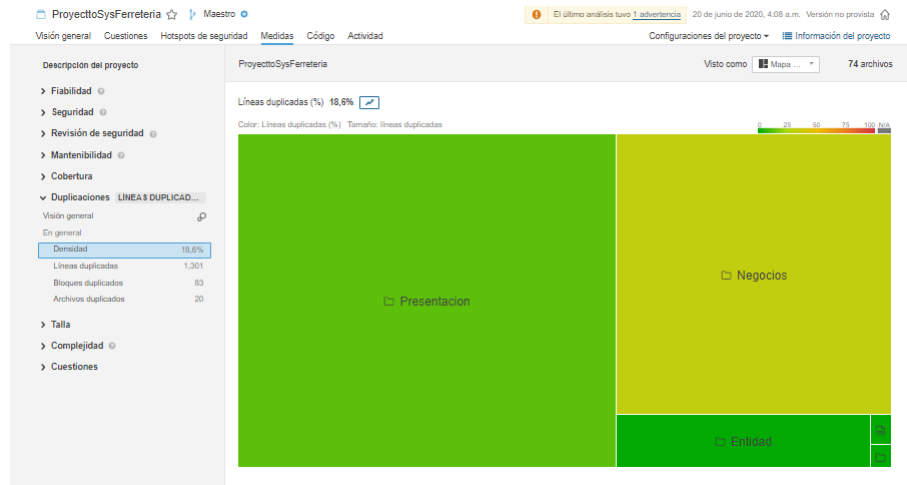 ProyecttoSysFerreteria Maestro
El último análisis tuvo 1 advertencia 20 de junio de 2020, 4:08 a.m. Versión no provista
Visión general Cuestiones Hotspots de seguridad Medidas Código Actividad Configuraciones del proyecto Información del proyecto
Descripción del proyecto
ProyecttoSysFerreteria Visto como Mapa ... 74 archivos
Fiabilidad
Seguridad
Revisión de seguridad
Mantenibilidad
Cobertura
Duplicaciones LÍNEAS DUPLICAD...
Visión general
En general
Densidad 18,6%
Líneas duplicadas 1,301
Bloques duplicados 83
Archivos duplicados 20
Talla
Complejidad
Cuestiones
Líneas duplicadas (%) 18,6%
Color: Líneas duplicadas (%) Tamaño: líneas duplicadas
0 25 50 75 100 N/A
Presentacion
Negocios
Entidad